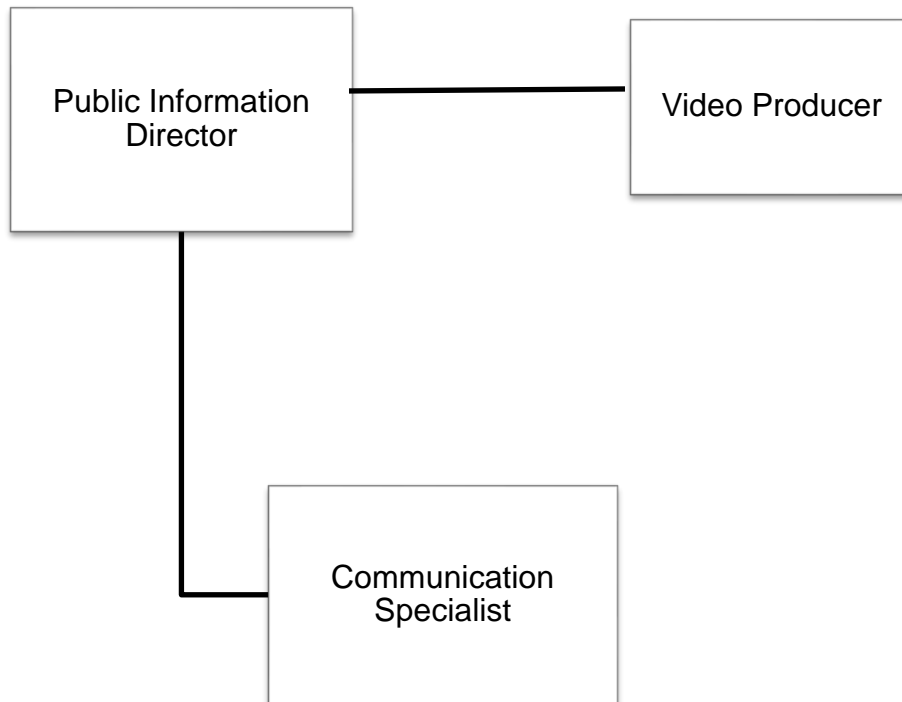 Public Information
Director
Video Producer
Communication
Specialist